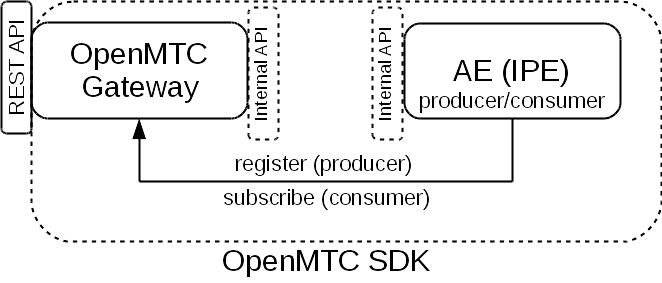 REST API
OpenMTC
Gateway
Internal API
Internal API
AE (IPE)
producer/consumer
register (producer)
subscribe (consumer)
OpenMTC SDK